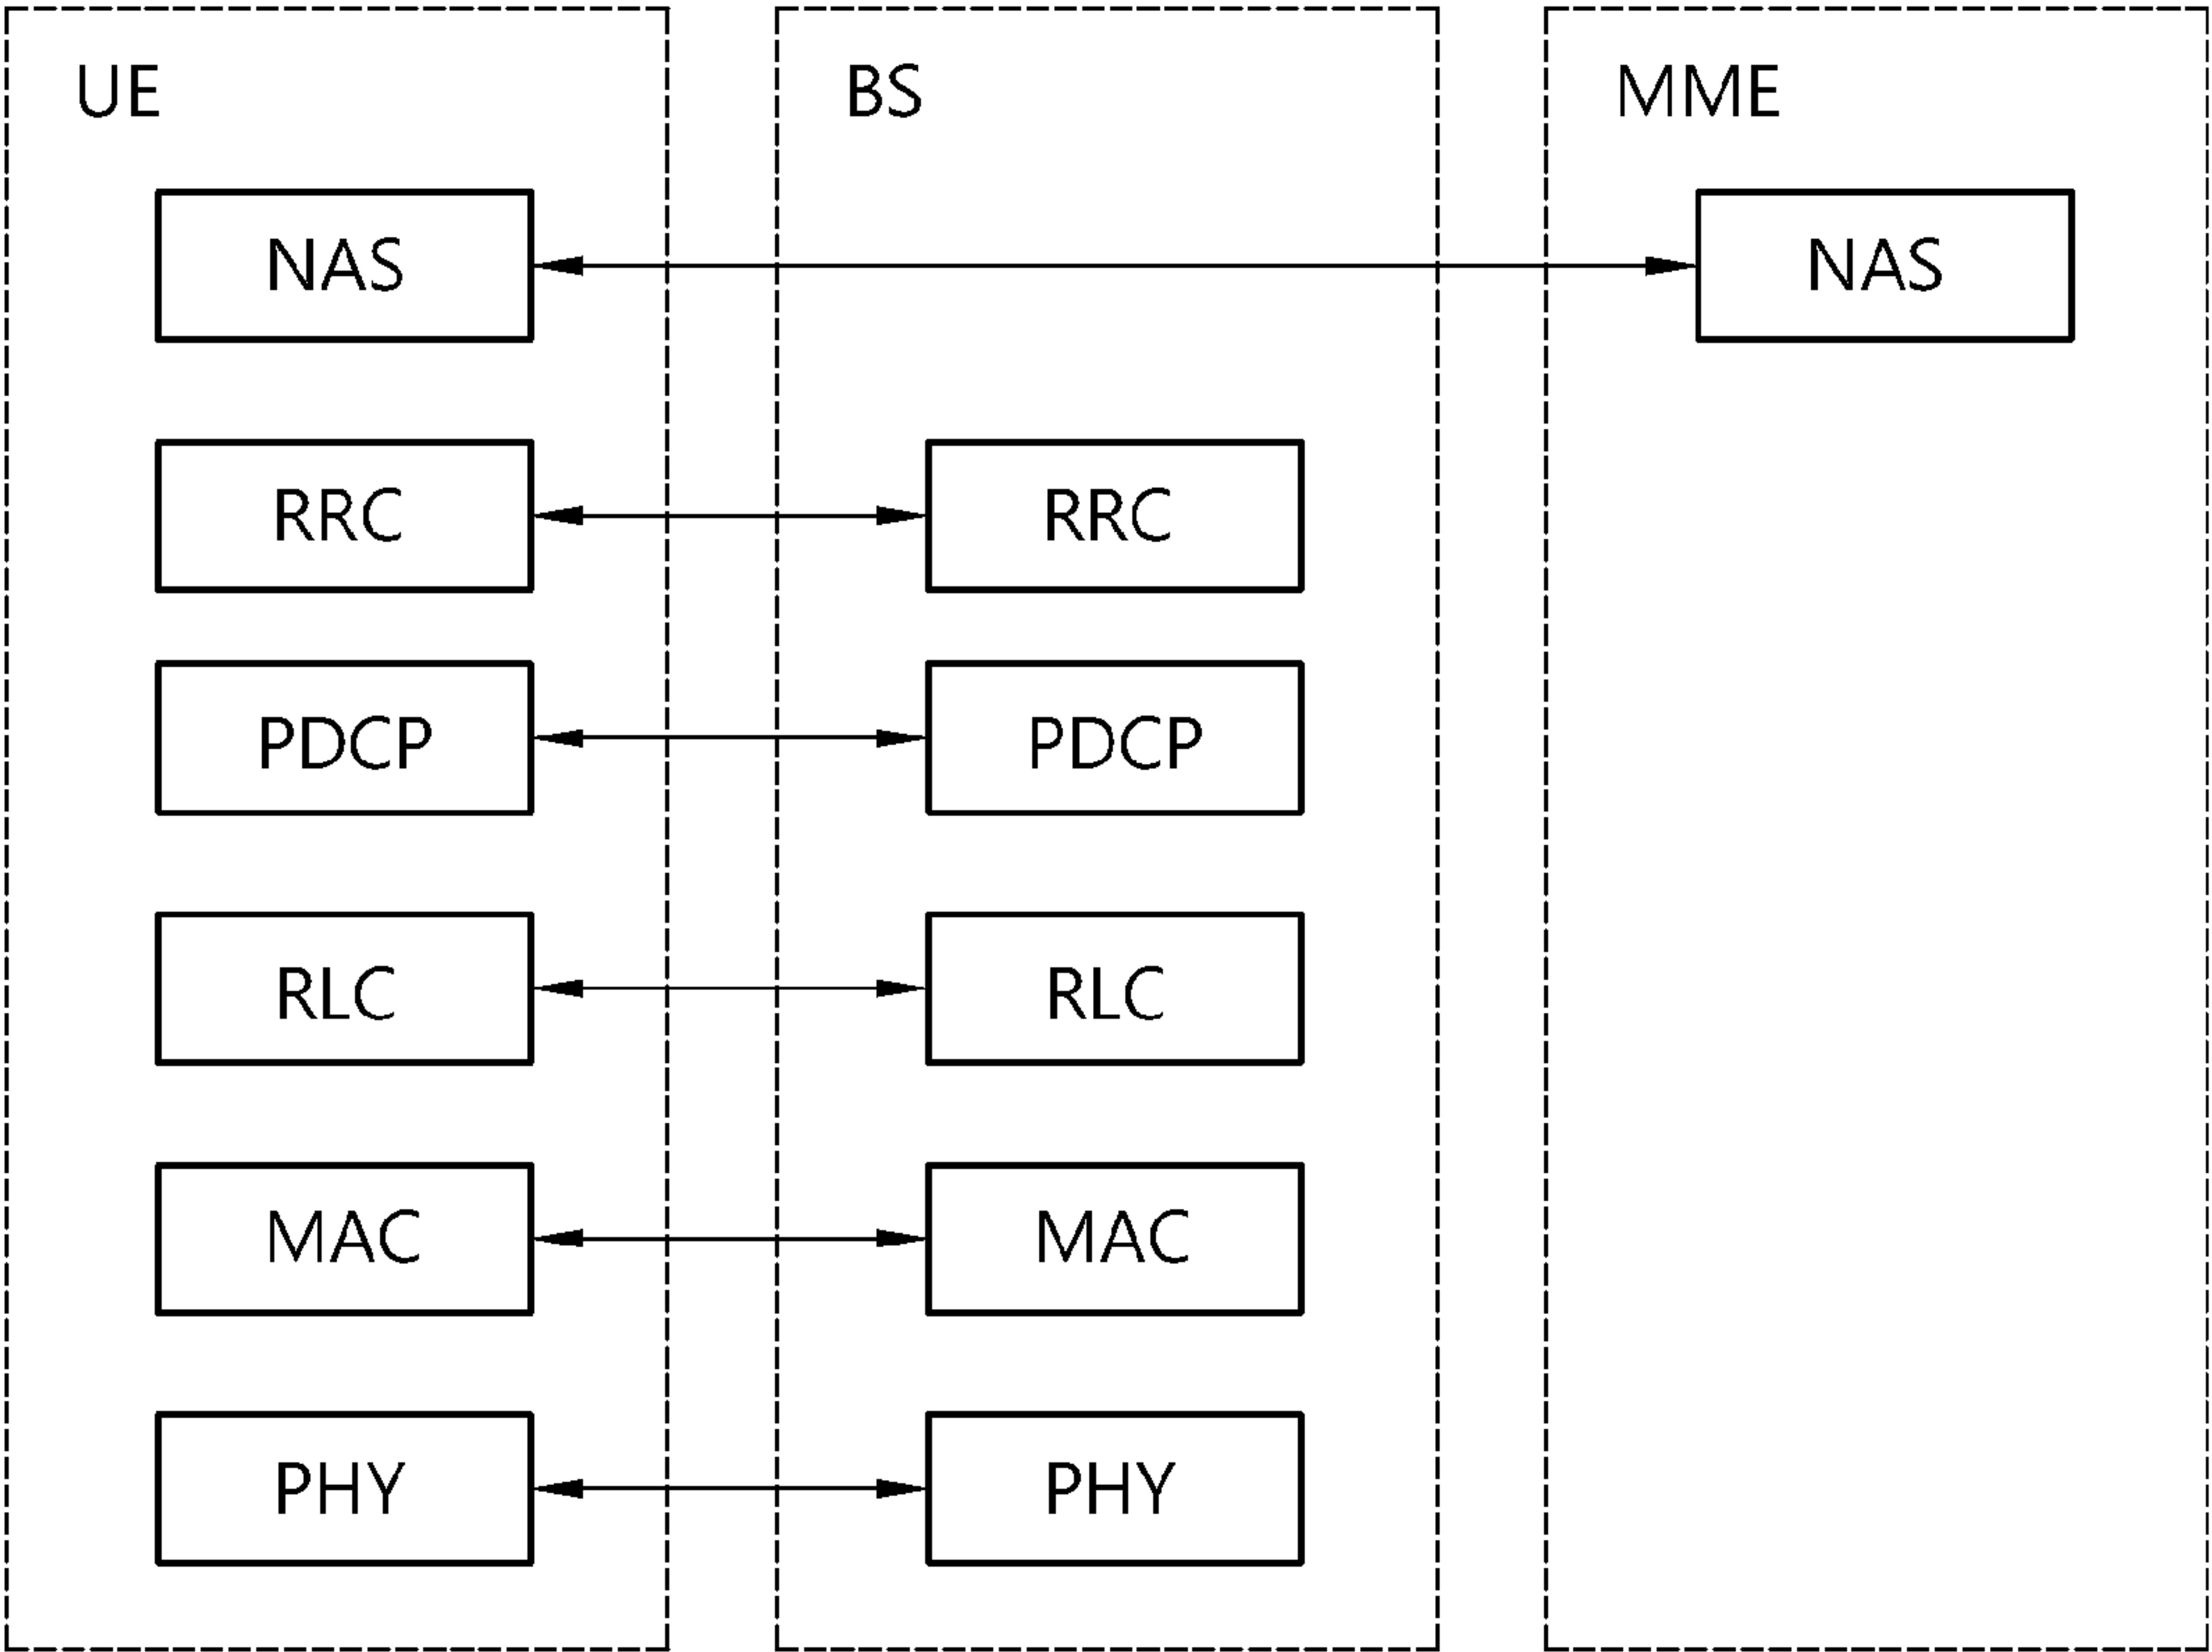 UE BS MME
NAS NAS
RRC RRC
PDCP PDCP
RLC RLC
MAC MAC
PHY PHY